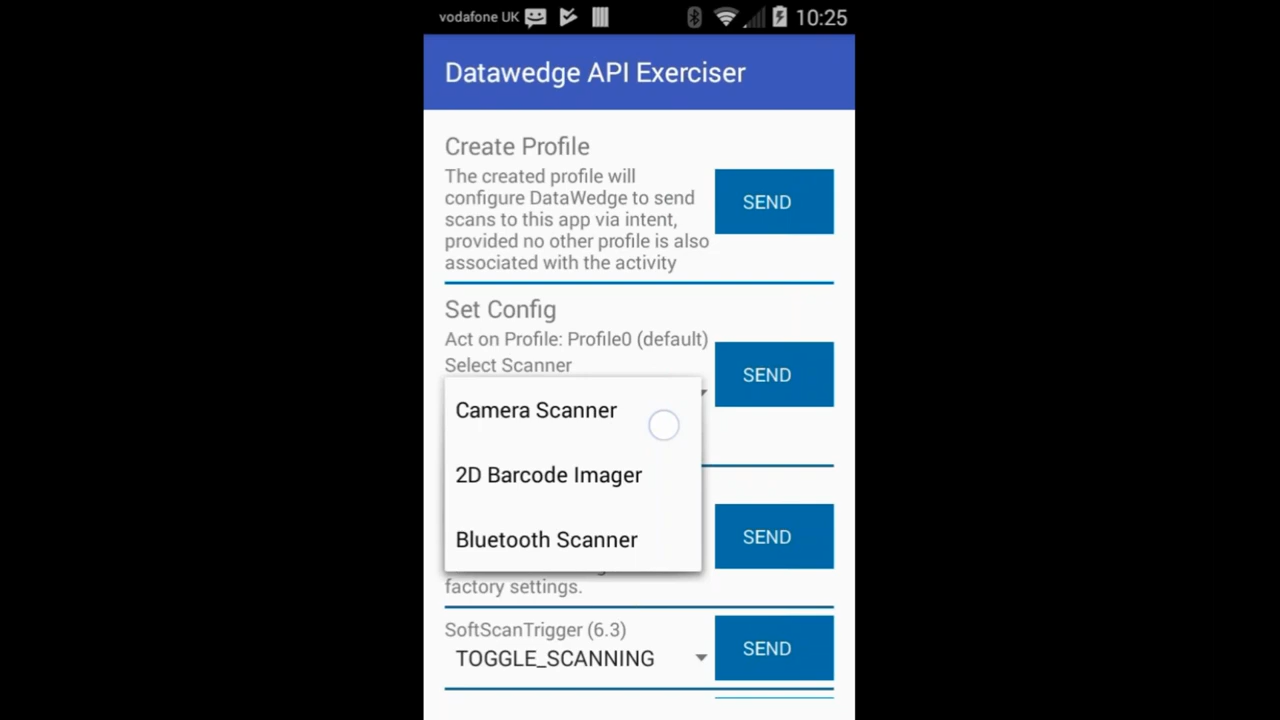 vodafone UK
10:25
Datawedge API Exerciser
Create Profile
The created profile will
configure DataWedge to send
scans to this app via intent,
provided no other profile is also
associated with the activity
SEND
Set Config
Act on Profile: Profile0 (default)
Select Scanner
SEND
Camera Scanner
2D Barcode Imager
Bluetooth Scanner
SEND
factory settings.
SoftScanTrigger (6.3)
TOGGLE_SCANNING
SEND